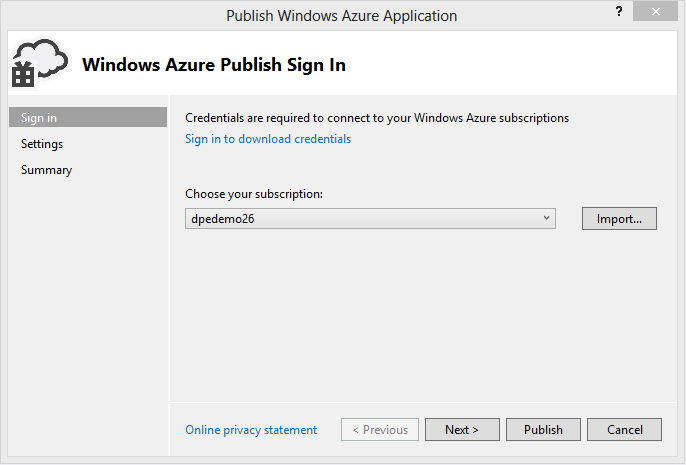 Publish Windows Azure Application
?
Windows Azure Publish Sign In
Sign in
Settings
Summary
Credentials are required to connect to your Windows Azure subscriptions
Sign in to download credentials
Choose your subscription:
dpedemo26
Import...
Online privacy statement
< Previous
Next >
Publish
Cancel